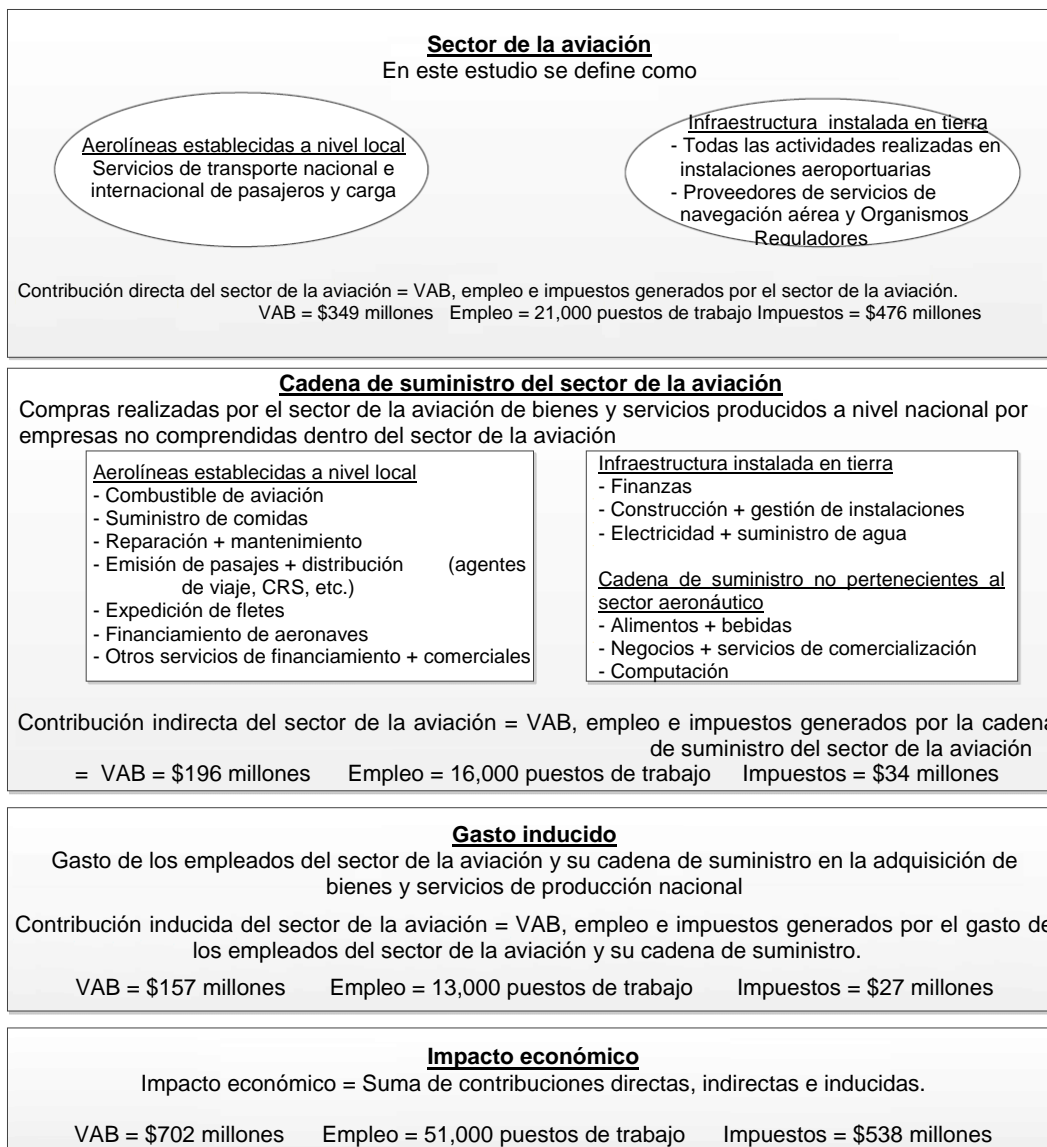 Sector de la aviación
En este estudio se define como
Aerolíneas establecidas a nivel local
Servicios de transporte nacional e
internacional de pasajeros y carga
Infraestructura instalada en tierra
- Todas las actividades realizadas en
instalaciones aeroportuarias
- Proveedores de servicios de
navegación aérea y Organismos
Reguladores
Contribución directa del sector de la aviación = VAB, empleo e impuestos generados por el sector de la aviación.
VAB = $349 millones Empleo = 21,000 puestos de trabajo Impuestos = $476 millones
Cadena de suministro del sector de la aviación
Compras realizadas por el sector de la aviación de bienes y servicios producidos a nivel nacional por
empresas no comprendidas dentro del sector de la aviación
Aerolíneas establecidas a nivel local
- Combustible de aviación
- Suministro de comidas
- Reparación + mantenimiento
- Emisión de pasajes + distribución (agentes
de viaje, CRS, etc.)
- Expedición de fletes
- Financiamiento de aeronaves
- Otros servicios de financiamiento + comerciales
Infraestructura instalada en tierra
- Finanzas
- Construcción + gestión de instalaciones
- Electricidad + suministro de agua
Cadena de suministro no pertenecientes al
sector aeronáutico
- Alimentos + bebidas
- Negocios + servicios de comercialización
- Computación
Contribución indirecta del sector de la aviación = VAB, empleo e impuestos generados por la cadena
de suministro del sector de la aviación
= VAB = $196 millones Empleo = 16,000 puestos de trabajo Impuestos = $34 millones
Gasto inducido
Gasto de los empleados del sector de la aviación y su cadena de suministro en la adquisición de
bienes y servicios de producción nacional
Contribución inducida del sector de la aviación = VAB, empleo e impuestos generados por el gasto de
los empleados del sector de la aviación y su cadena de suministro.
VAB = $157 millones Empleo = 13,000 puestos de trabajo Impuestos = $27 millones
Impacto económico
Impacto económico = Suma de contribuciones directas, indirectas e inducidas.
VAB = $702 millones Empleo = 51,000 puestos de trabajo Impuestos = $538 millones